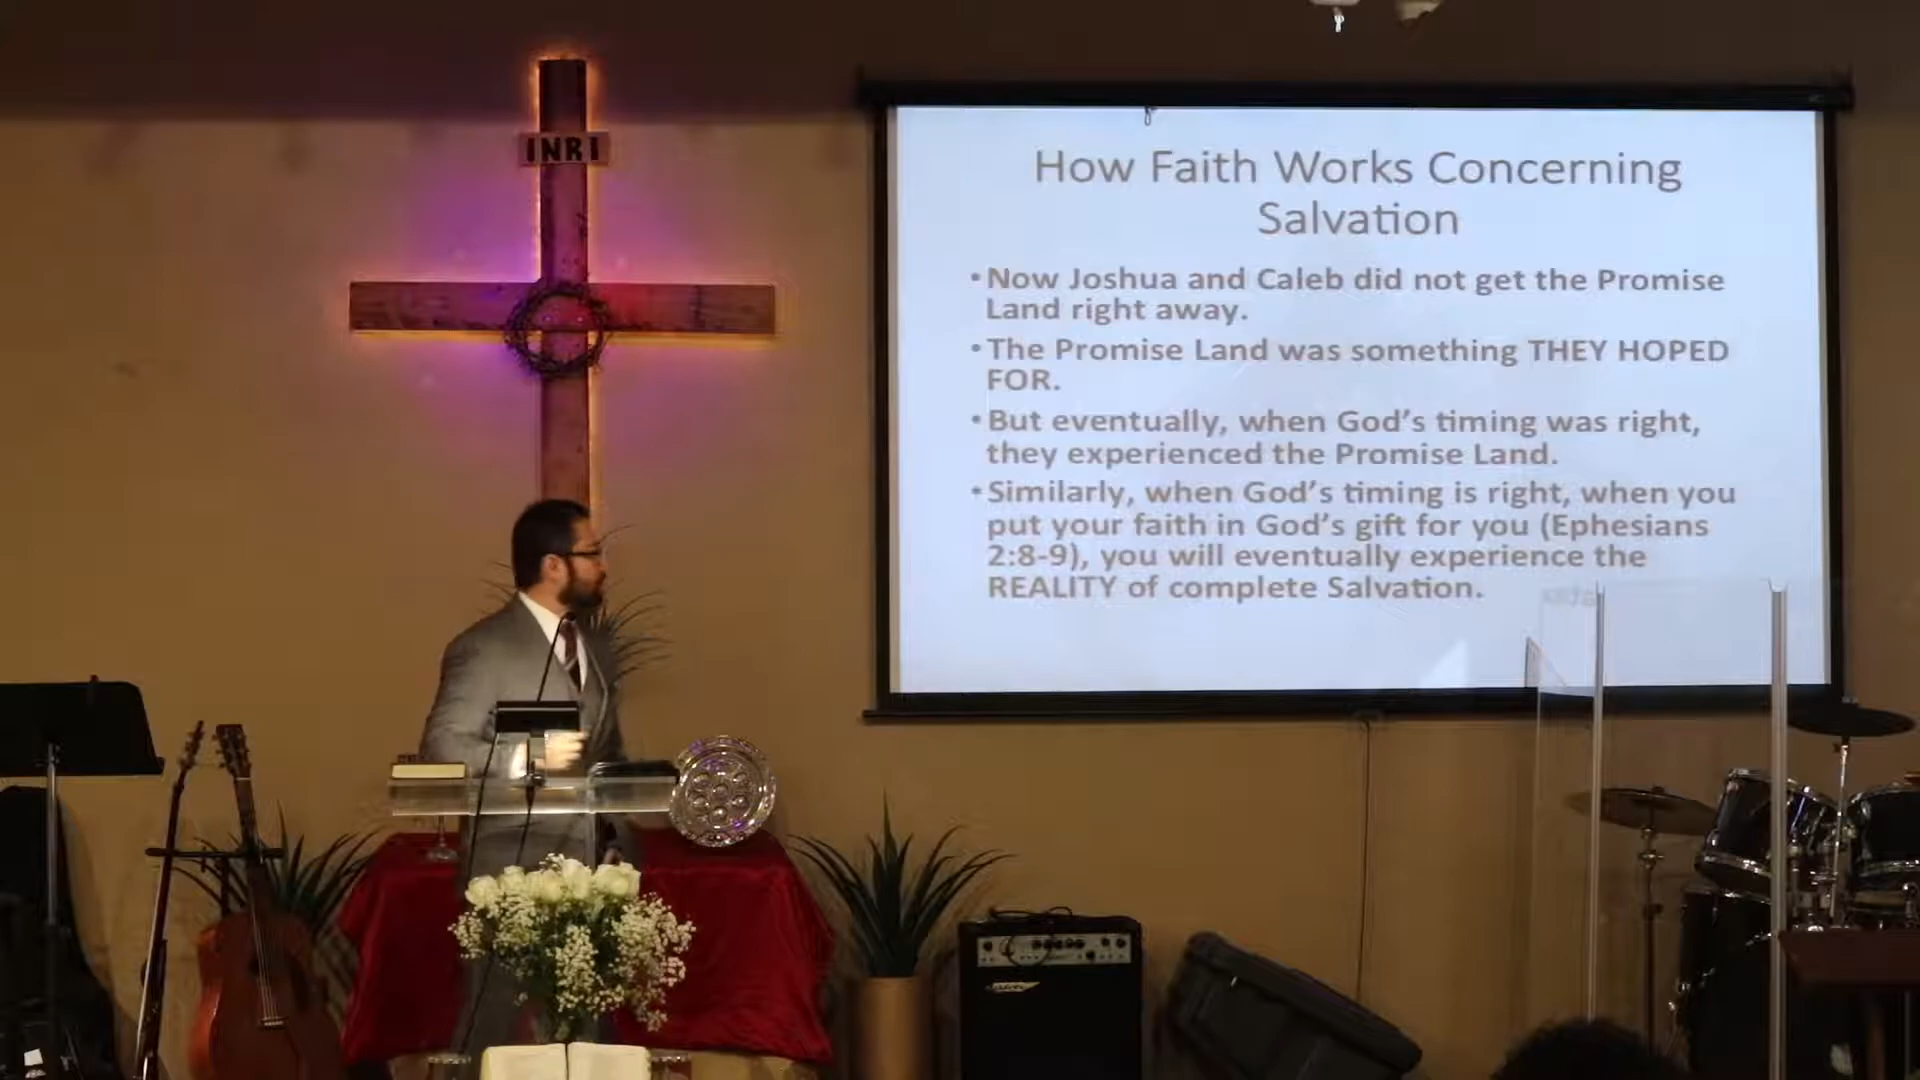 INRI
How Faith Works Concerning
Salvation
• Now Joshua and Caleb did not get the Promise
Land right away.
• The Promise Land was something THEY HOPED
FOR.
• But eventually, when God’s timing was right,
they experienced the Promise Land.
• Similarly, when God’s timing is right, when you
put your faith in God’s gift for you (Ephesians
2:8-9), you will eventually experience the
REALITY of complete Salvation.